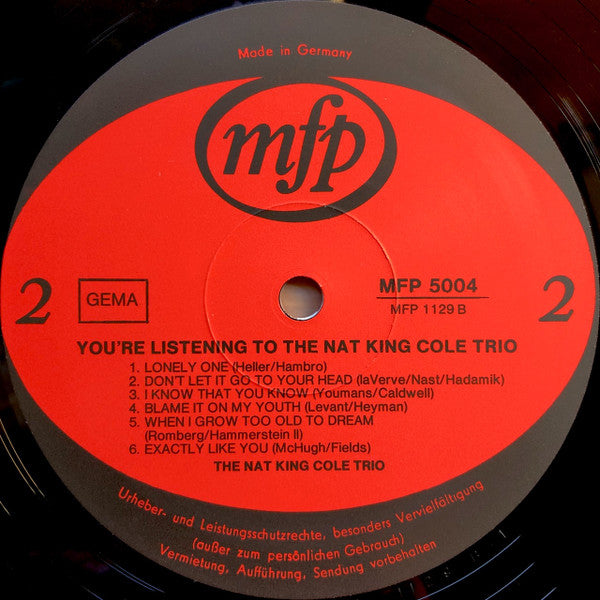 Made in Germany
mfp
2
GEMA
MFP 5004
MFP 1129 B
2
YOU'RE LISTENING TO THE NAT KING COLE TRIO
1. LONELY ONE (Heller/Hambro)
2. DON'T LET IT GO TO YOUR HEAD (laVerve/Nast/Hadamik)
3. I KNOW THAT YOU KNOW (Youmans/Caldwell)
4. BLAME IT ON MY YOUTH (Levant/Heyman)
5. WHEN I GROW TOO OLD TO DREAM
(Romberg/Hammerstein II)
6. EXACTLY LIKE YOU (McHugh/Fields)
THE NAT KING COLE TRIO
Urheber- und Leistungsschutzrechte, besonders Vervielfältigung
(außer zum persönlichen Gebrauch)
Vermietung, Aufführung, Sendung vorbehalten